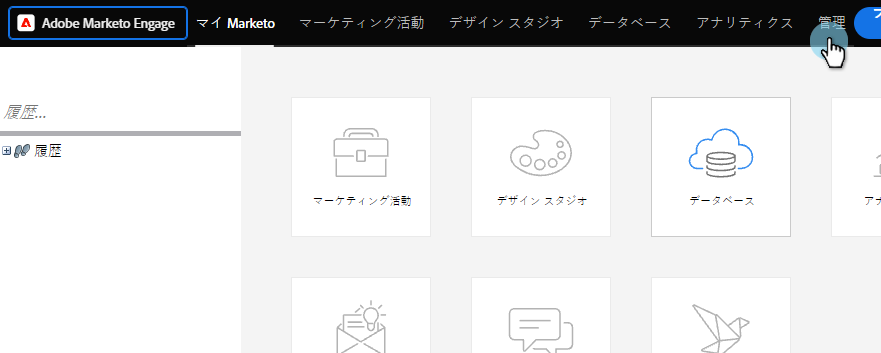 Adobe Marketo Engage マイ Marketo マーケティング活動 デザイン スタジオ データベース アナリティクス 管理
履歴...
履歴
マーケティング活動
デザイン スタジオ
データベース